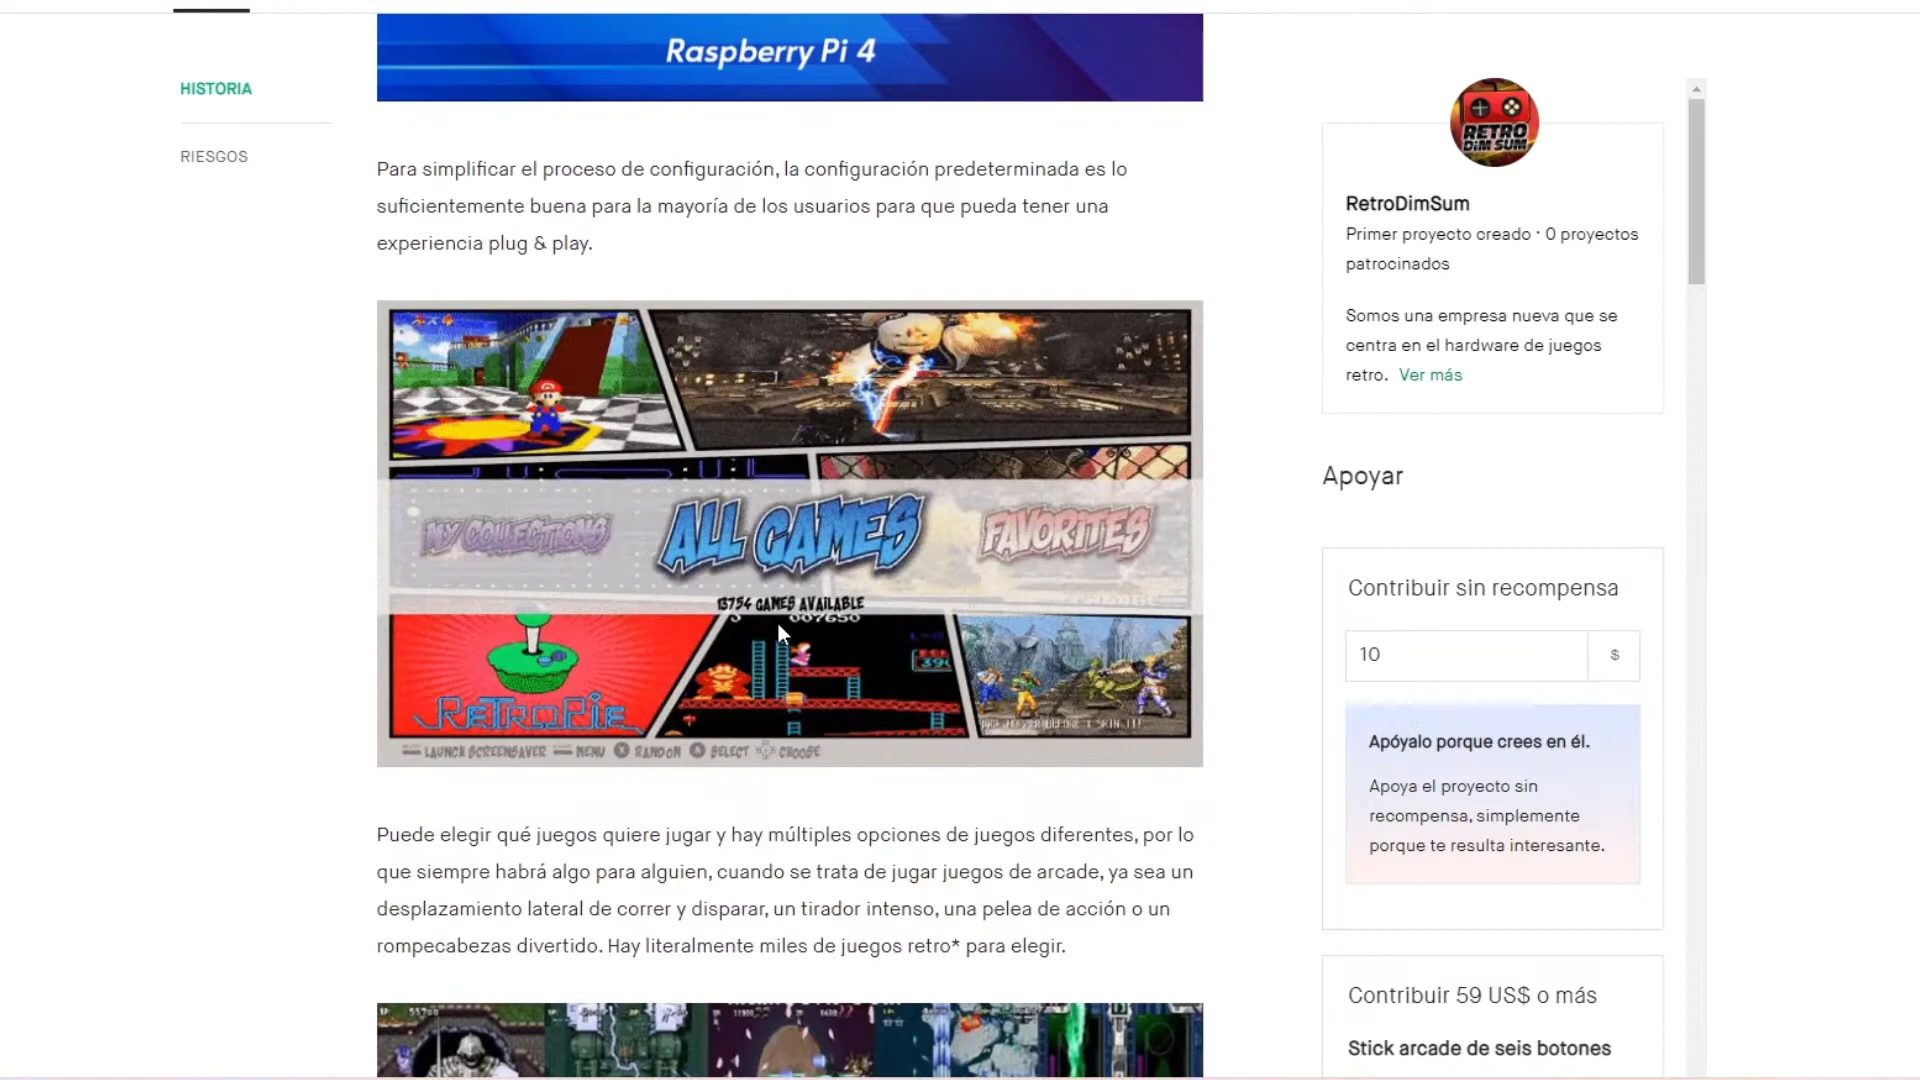 Raspberry Pi 4
HISTORIA
RIESGOS
Para simplificar el proceso de configuración, la configuración predeterminada es lo
suficientemente buena para la mayoría de los usuarios para que pueda tener una
experiencia plug & play.
MY COLLECTIONS
ALL GAMES
FAVORITES
13754 GAMES AVAILABLE
0 007650
RETROPIE
LAUNCH SCREENSAVER MENU X RANDOM A SELECT CHOOSE
Puede elegir qué juegos quiere jugar y hay múltiples opciones de juegos diferentes, por lo
que siempre habrá algo para alguien, cuando se trata de jugar juegos de arcade, ya sea un
desplazamiento lateral de correr y disparar, un tirador intenso, una pelea de acción o un
rompecabezas divertido. Hay literalmente miles de juegos retro* para elegir.
RETRO
DIM SUM
RetroDimSum
Primer proyecto creado · 0 proyectos
patrocinados
Somos una empresa nueva que se
centra en el hardware de juegos
retro. Ver más
Apoyar
Contribuir sin recompensa
10 $
Apóyalo porque crees en él.
Apoya el proyecto sin
recompensa, simplemente
porque te resulta interesante.
Contribuir 59 US$ o más
Stick arcade de seis botones